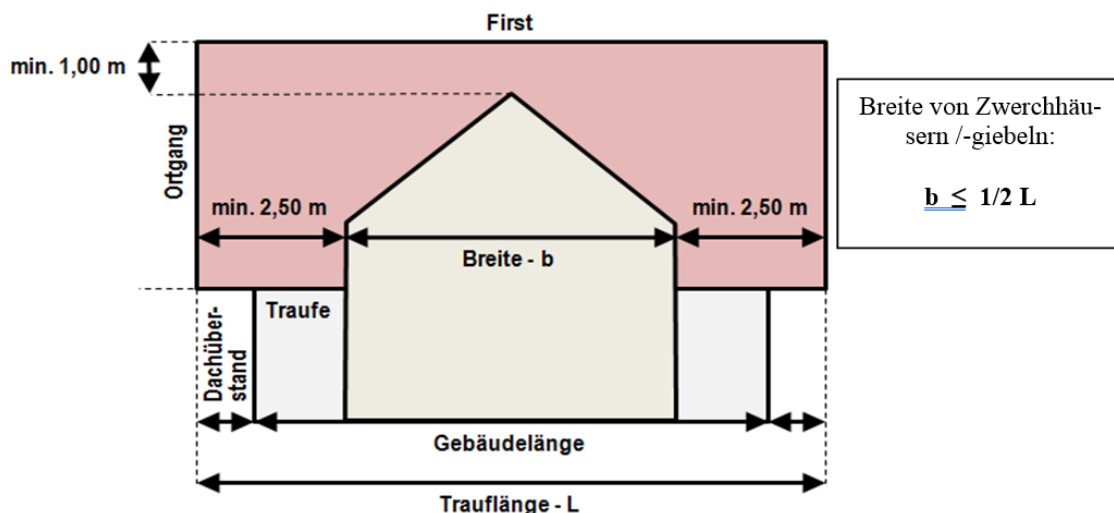 First
min. 1,00 m
Ortgang
min. 2,50 m
min. 2,50 m
Breite - b
Traufe
Dachüber-
stand
Gebäudelänge
Trauflänge - L
Breite von Zwerchhäu-
sern /-giebeln:
b ≤ 1/2 L